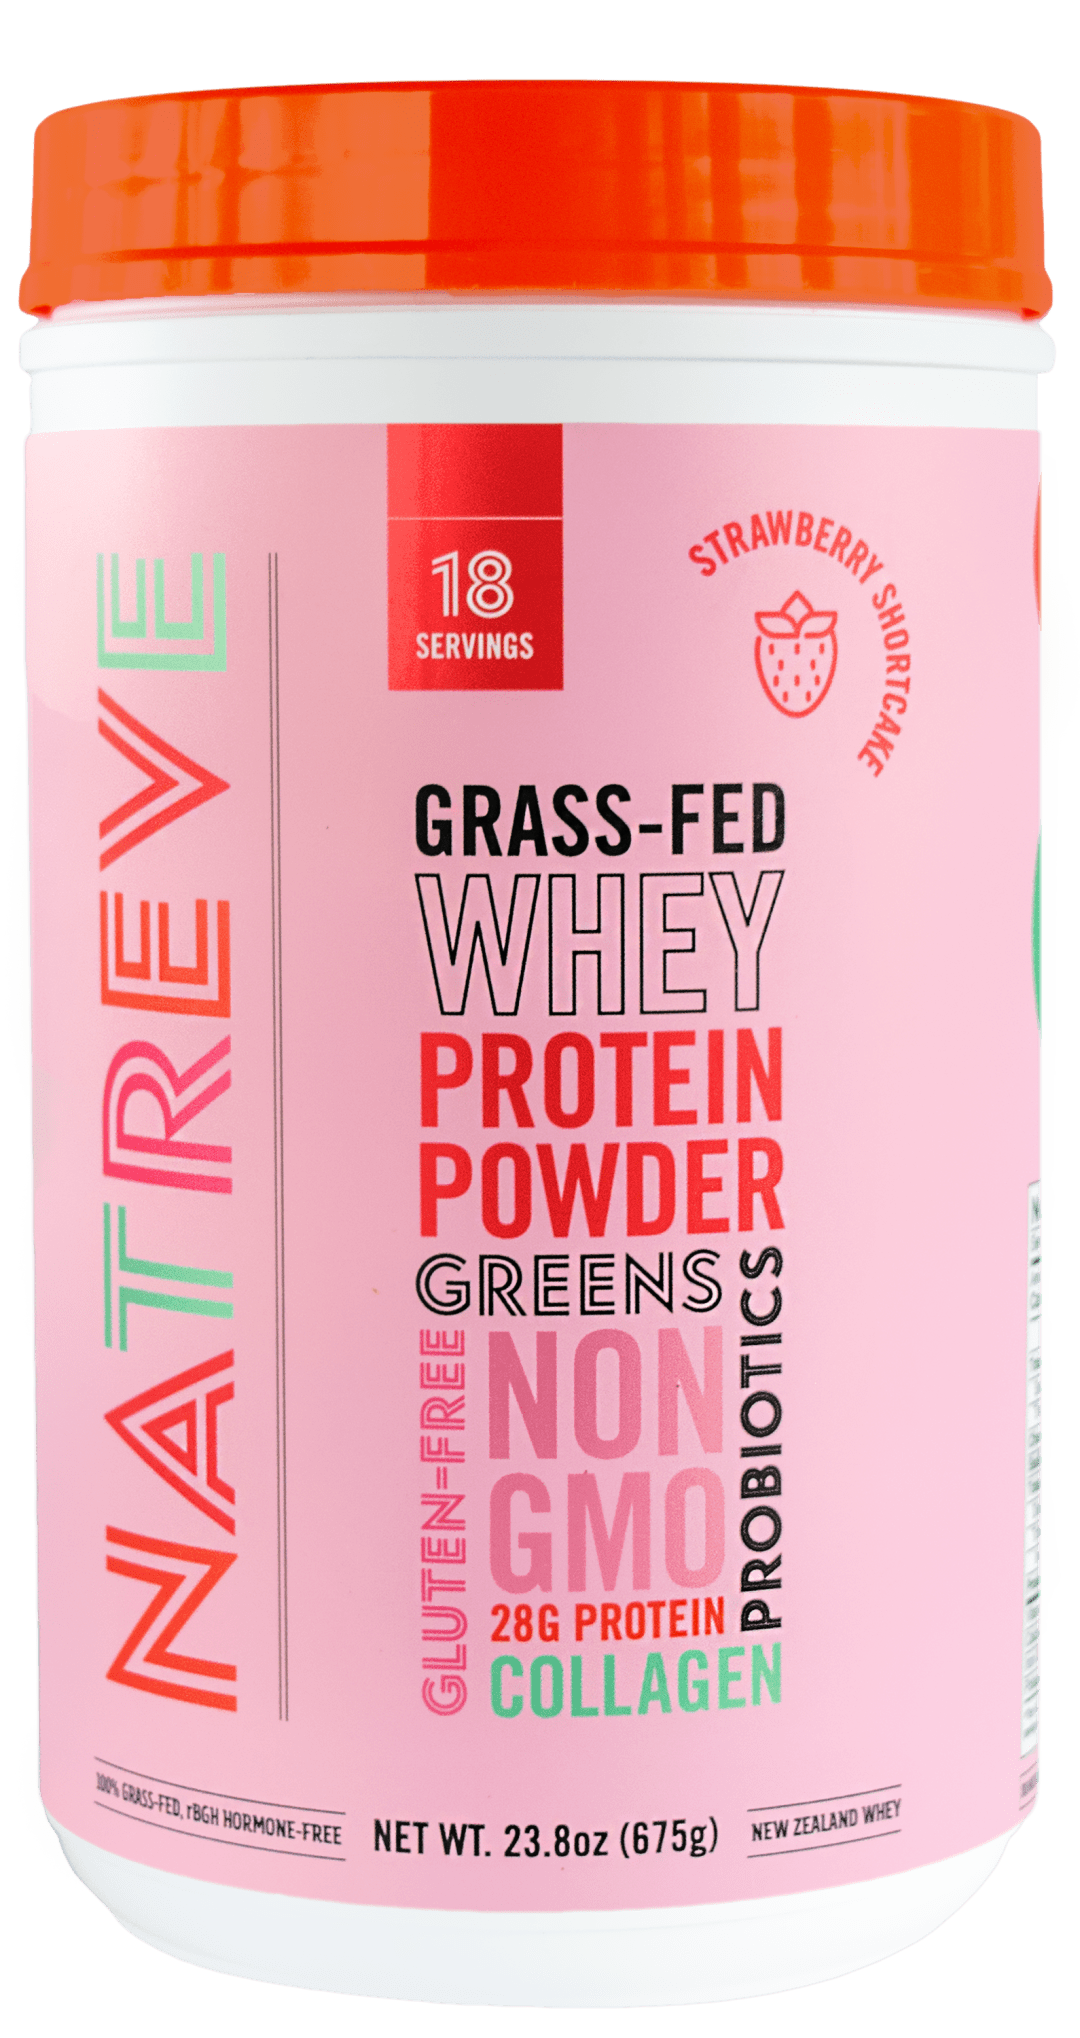 NATREVE
18
SERVINGS
STRAWBERRY SHORTCAKE
GRASS-FED
WHEY
PROTEIN
POWDER
GREENS
PROBIOTICS
GLUTEN-FREE
NON
GMO
28G PROTEIN
COLLAGEN
100% GRASS-FED, rBGH HORMONE-FREE
NET WT. 23.8oz (675g)
NEW ZEALAND WHEY